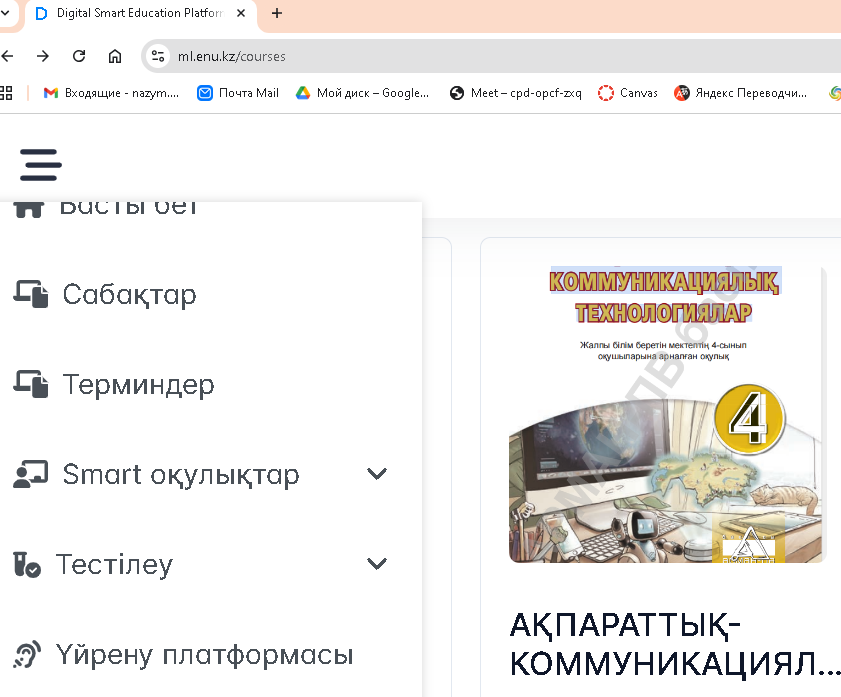 Digital Smart Education Platfor
ml.enu.kz/courses
Входящие - nazym.... Почта Mail Мой диск – Google... Meet – cpd-opcf-zxq Canvas Яндекс Переводчи...
Басты бет
Сабақтар
Терминдер
Smart оқулықтар
Тестілеу
Үйрену платформасы
КОММУНИКАЦИЯЛЫҚ
ТЕХНОЛОГИЯЛАР
Жалпы білім беретін мектептің 4-сынып
оқушыларына арналған оқулық
4
АҚПАРАТТЫҚ-
КОММУНИКАЦИЯЛ...